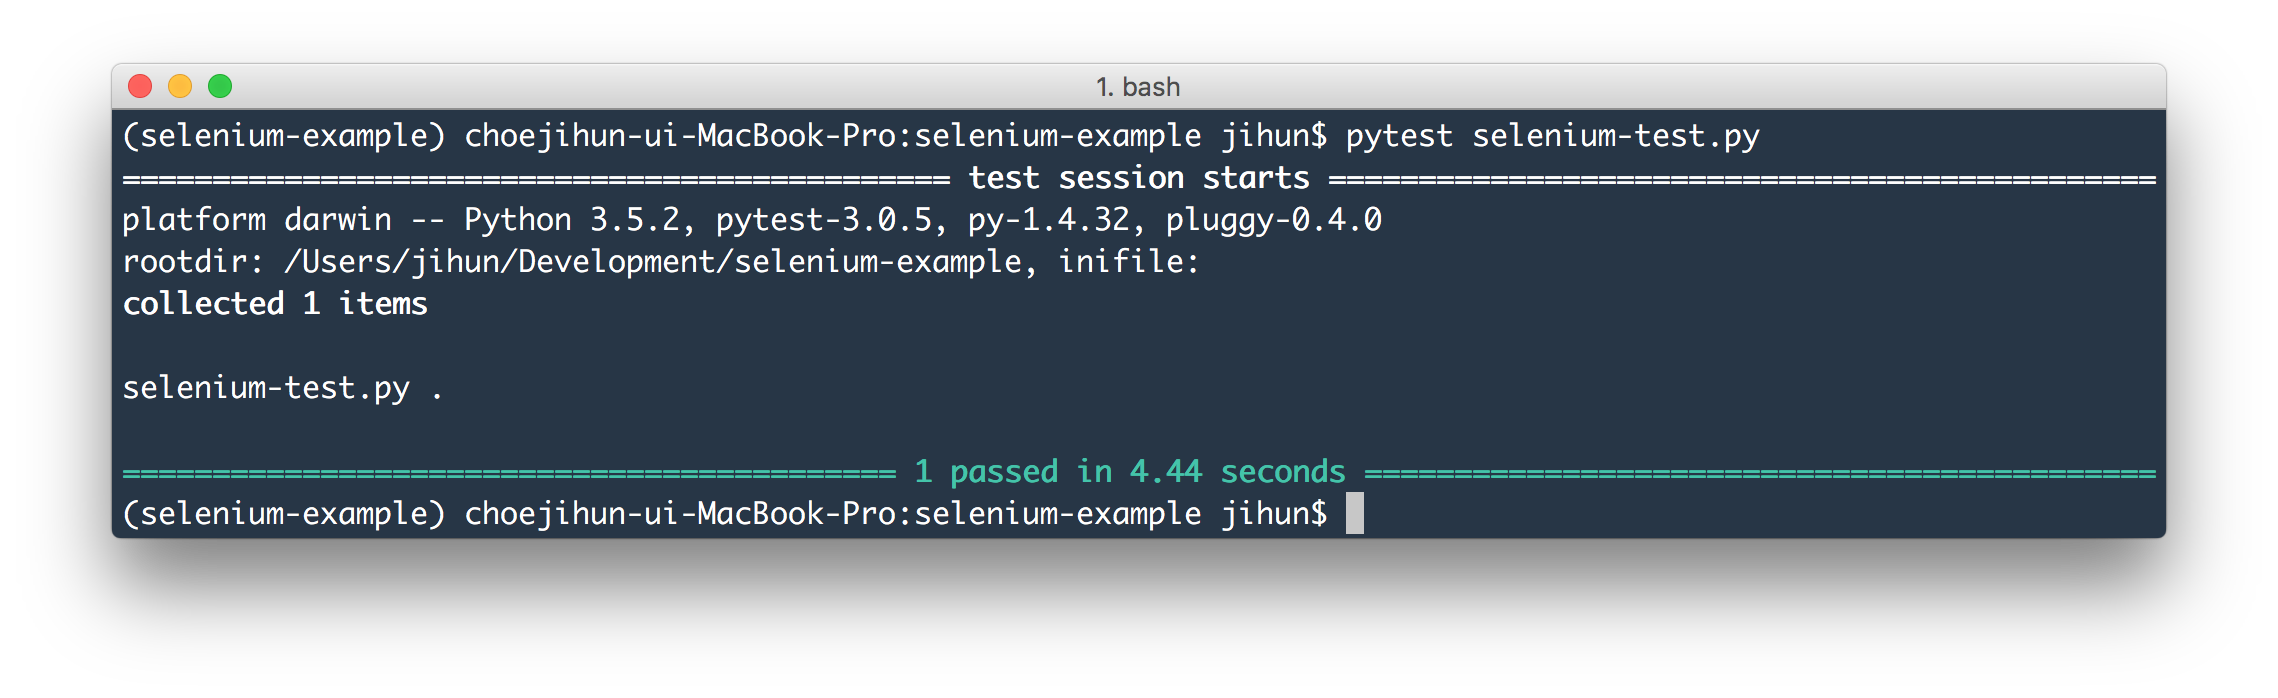 1. bash
(selenium-example) choejihun-ui-MacBook-Pro:selenium-example jihun$ pytest selenium-test.py
============================================== test session starts ==============================================
platform darwin -- Python 3.5.2, pytest-3.0.5, py-1.4.32, pluggy-0.4.0
rootdir: /Users/jihun/Development/selenium-example, inifile:
collected 1 items
selenium-test.py .
=========================================== 1 passed in 4.44 seconds ============================================
(selenium-example) choejihun-ui-MacBook-Pro:selenium-example jihun$